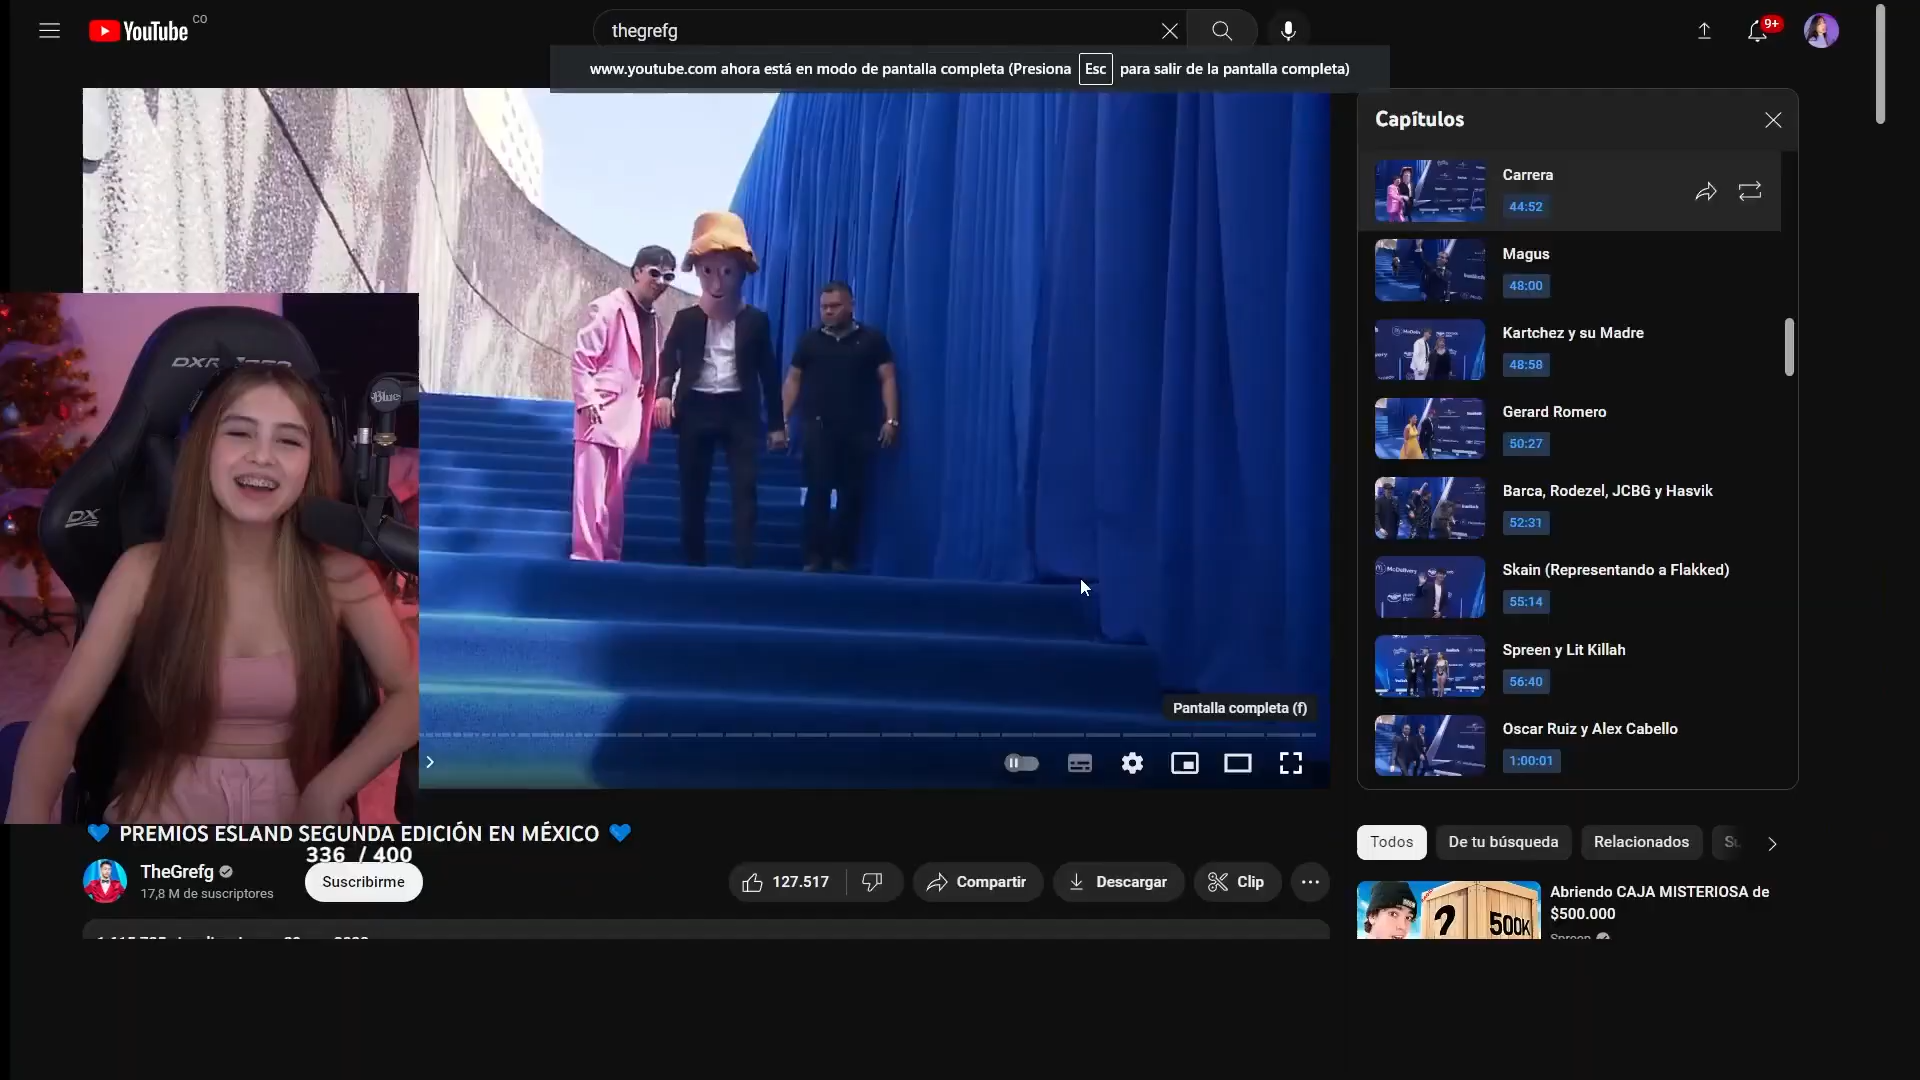 YouTube CO
thegrefg
9+
www.youtube.com ahora está en modo de pantalla completa (Presiona Esc para salir de la pantalla completa)
Capítulos
Carrera
44:52
Magus
48:00
Kartchez y su Madre
48:58
Gerard Romero
50:27
Barca, Rodezel, JCBG y Hasvik
52:31
Skain (Representando a Flakked)
55:14
Spreen y Lit Killah
56:40
Oscar Ruiz y Alex Cabello
1:00:01
Blue
DX
Pantalla completa (f)
💙 PREMIOS ESLAND SEGUNDA EDICIÓN EN MÉXICO 💙
336 / 400
TheGrefg
17,8 M de suscriptores
Suscribirme
127.517
Compartir
Descargar
Clip
Todos
De tu búsqueda
Relacionados
?
500K
Abriendo CAJA MISTERIOSA de
$500.000
Spreen